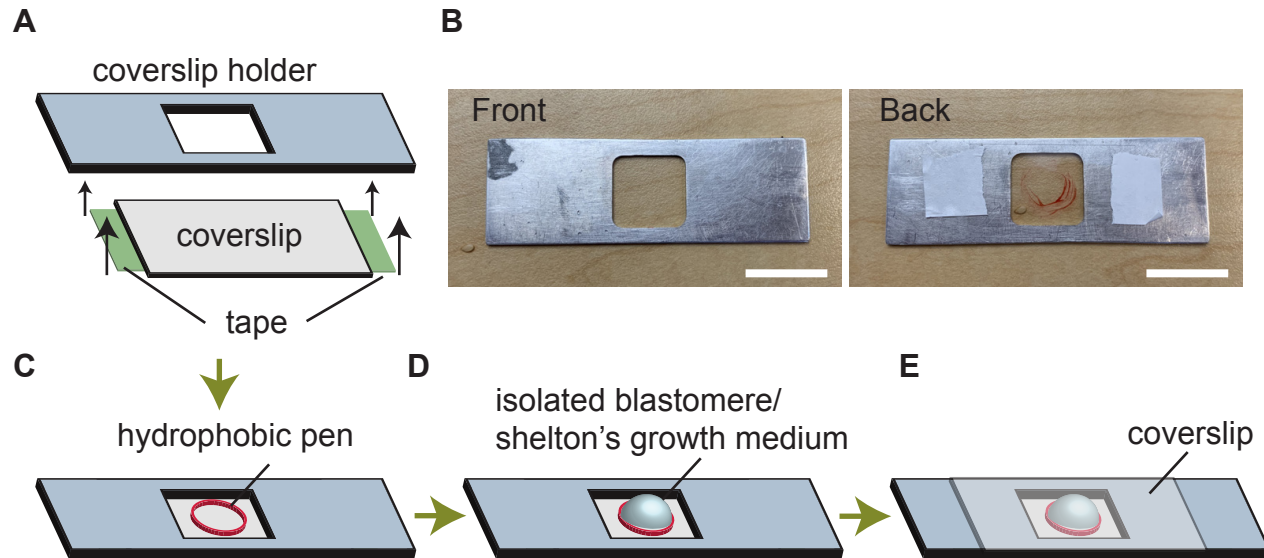 A
coverslip holder
coverslip
tape
B
Front
Back
C
hydrophobic pen
D
isolated blastomere/
shelton's growth medium
E
coverslip